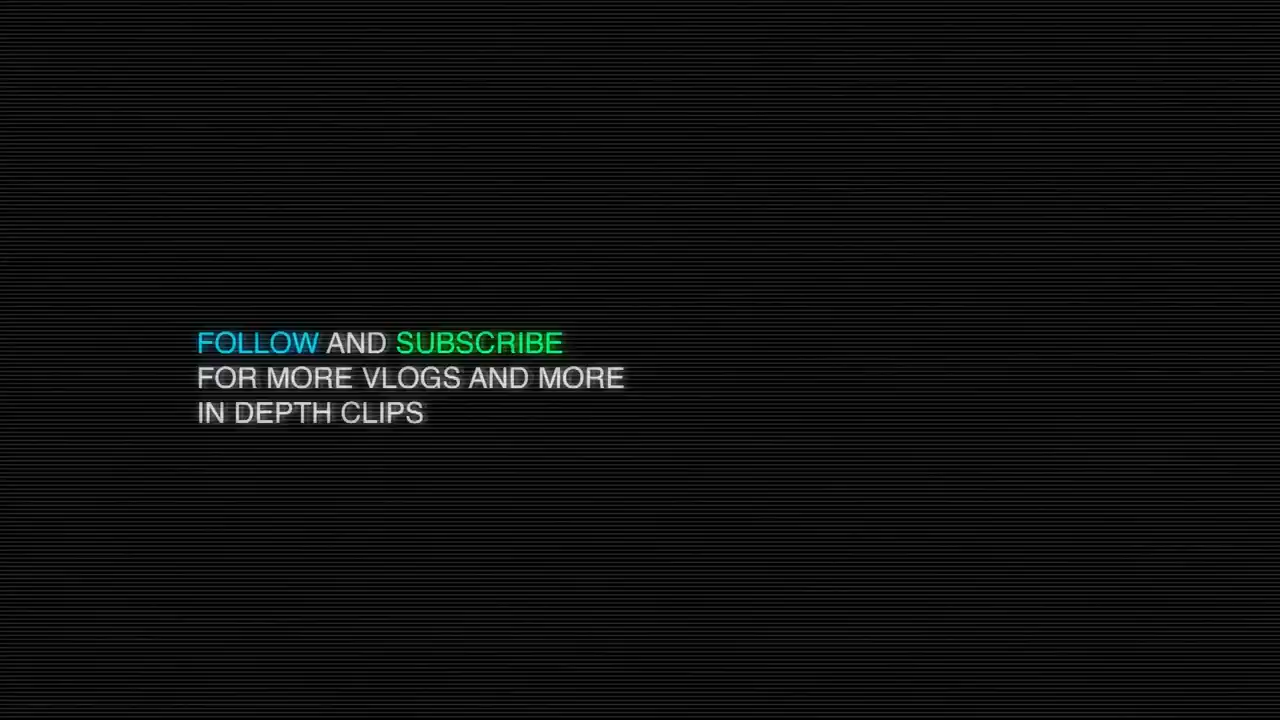 FOLLOW AND SUBSCRIBE
FOR MORE VLOGS AND MORE
IN DEPTH CLIPS